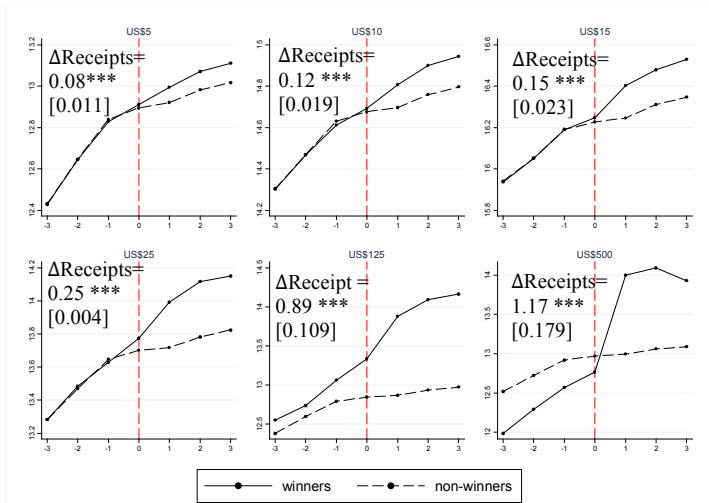 US$5
ΔReceipts=
0.08***
[0.011]
13.2
13
12.8
12.6
12.4
-3 -2 -1 0 1 2 3
US$10
ΔReceipts=
0.12 ***
[0.019]
15
14.8
14.6
14.4
14.2
-3 -2 -1 0 1 2 3
US$15
ΔReceipts=
0.15 ***
[0.023]
16.6
16.4
16.2
16
15.8
-3 -2 -1 0 1 2 3
US$25
ΔReceipts=
0.25 ***
[0.004]
14.2
14
13.8
13.6
13.4
13.2
-3 -2 -1 0 1 2 3
US$125
ΔReceipt =
0.89 ***
[0.109]
14.5
14
13.5
13
12.5
-3 -2 -1 0 1 2 3
US$500
ΔReceipts=
1.17 ***
[0.179]
14
13.5
13
12.5
12
-3 -2 -1 0 1 2 3
winners non-winners